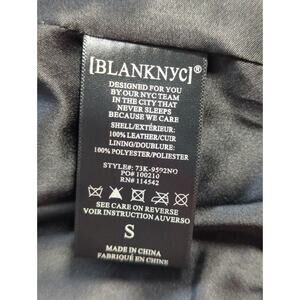 [BLANKNYC]®
DESIGNED FOR YOU
BY OUR NYC TEAM
IN THE CITY THAT
NEVER SLEEPS
BECAUSE WE CARE
SHELL/EXTÉRIEUR:
100% LEATHER/CUIR
LINING/DOUBLURE:
100% POLYESTER/POLIESTER
STYLE#: 73K-9592NO
PO# 100210
RN# 114542
SEE CARE ON REVERSE
VOIR INSTRUCTION AUVERSO
S
MADE IN CHINA
FABRIQUÉ EN CHINE